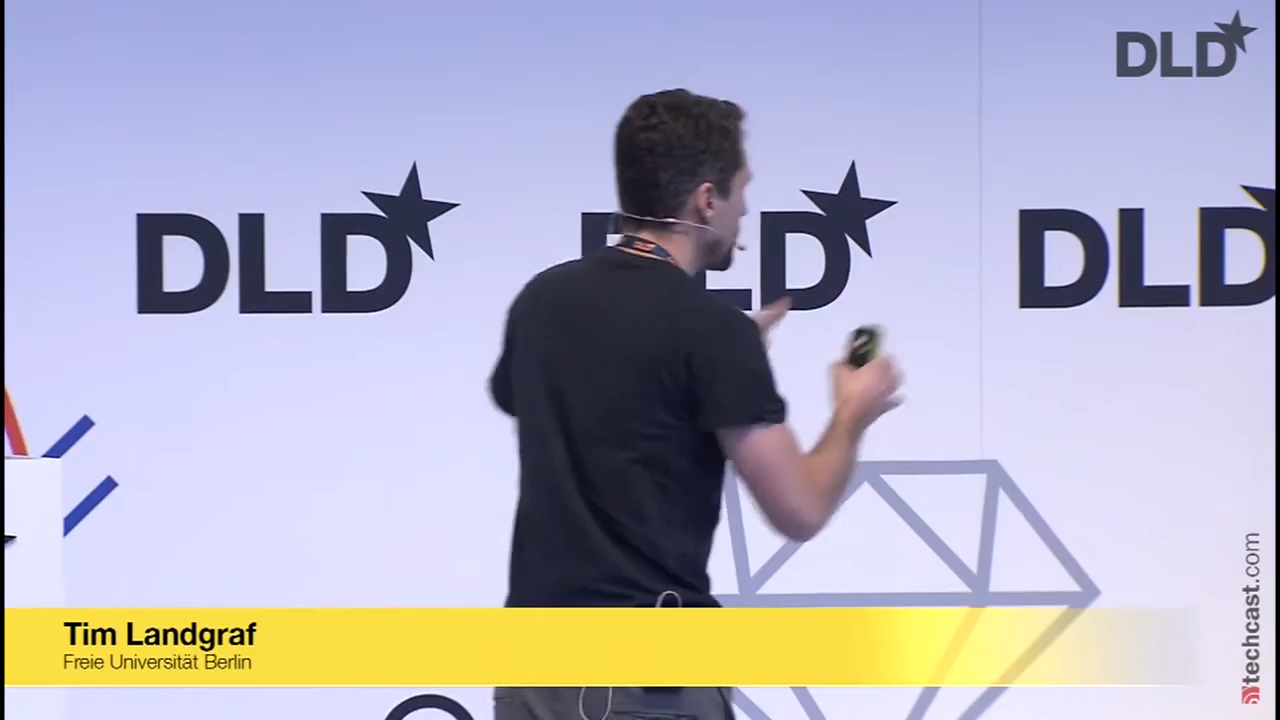 DLD
DLD
DLD
DLD
Tim Landgraf
Freie Universität Berlin
techcast.com